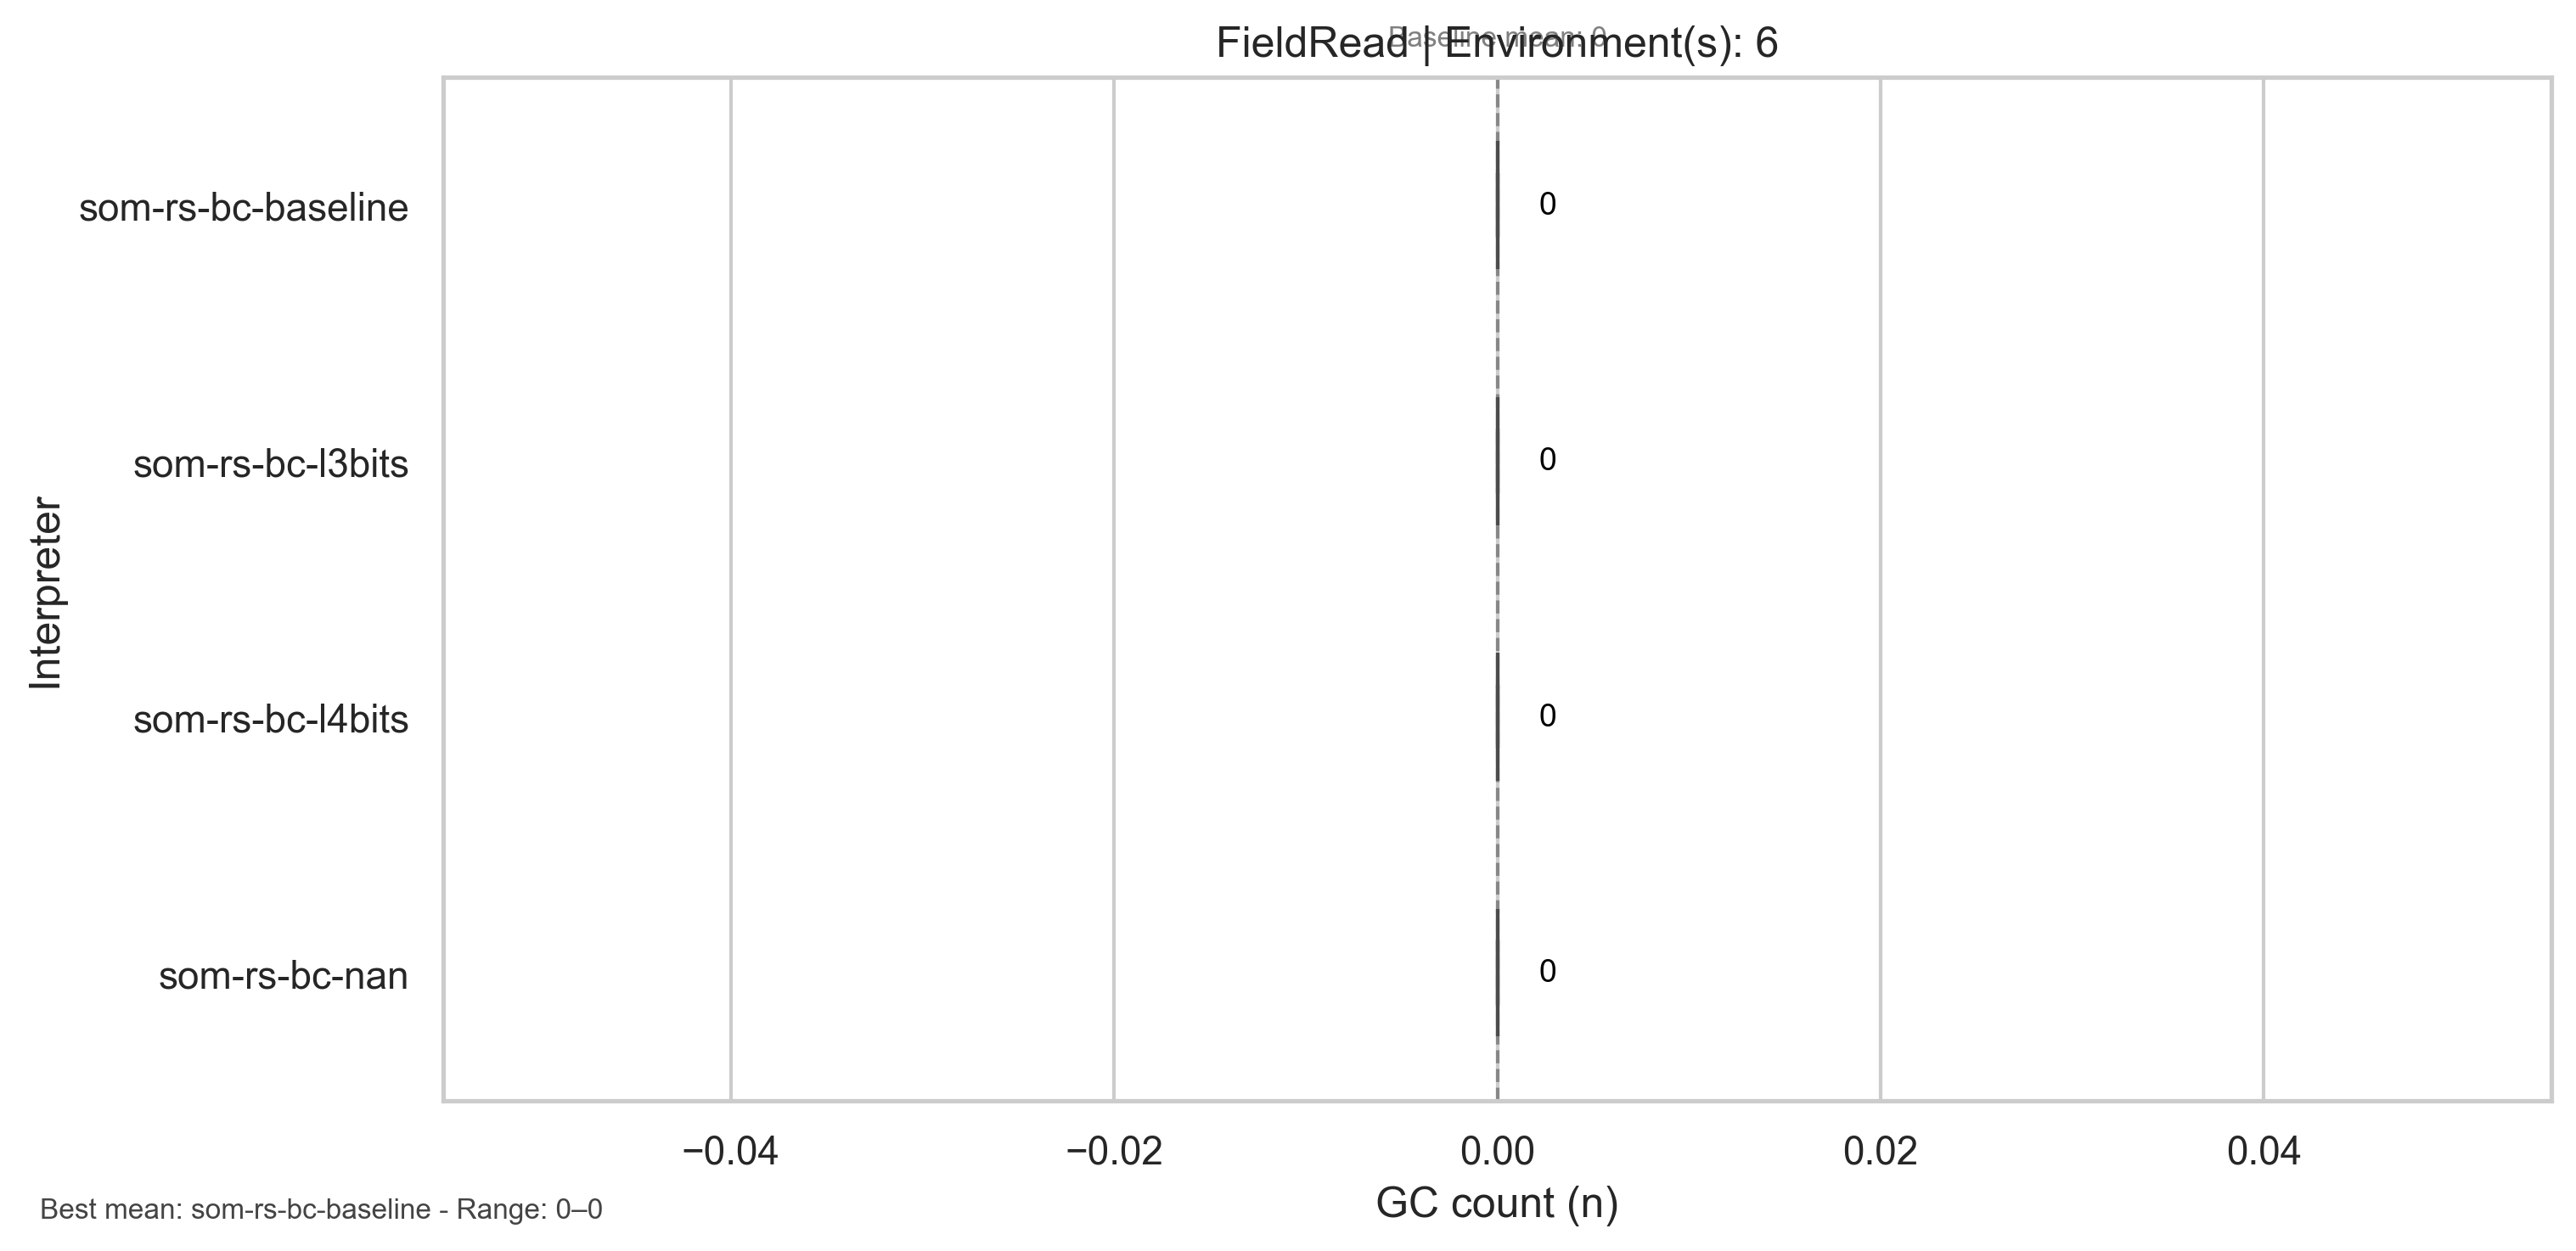 Baseline mean: 0
FieldRead | Environment(s): 6
som-rs-bc-baseline
0
som-rs-bc-l3bits
0
som-rs-bc-l4bits
0
som-rs-bc-nan
0
Interpreter
−0.04
−0.02
0.00
0.02
0.04
GC count (n)
Best mean: som-rs-bc-baseline - Range: 0–0